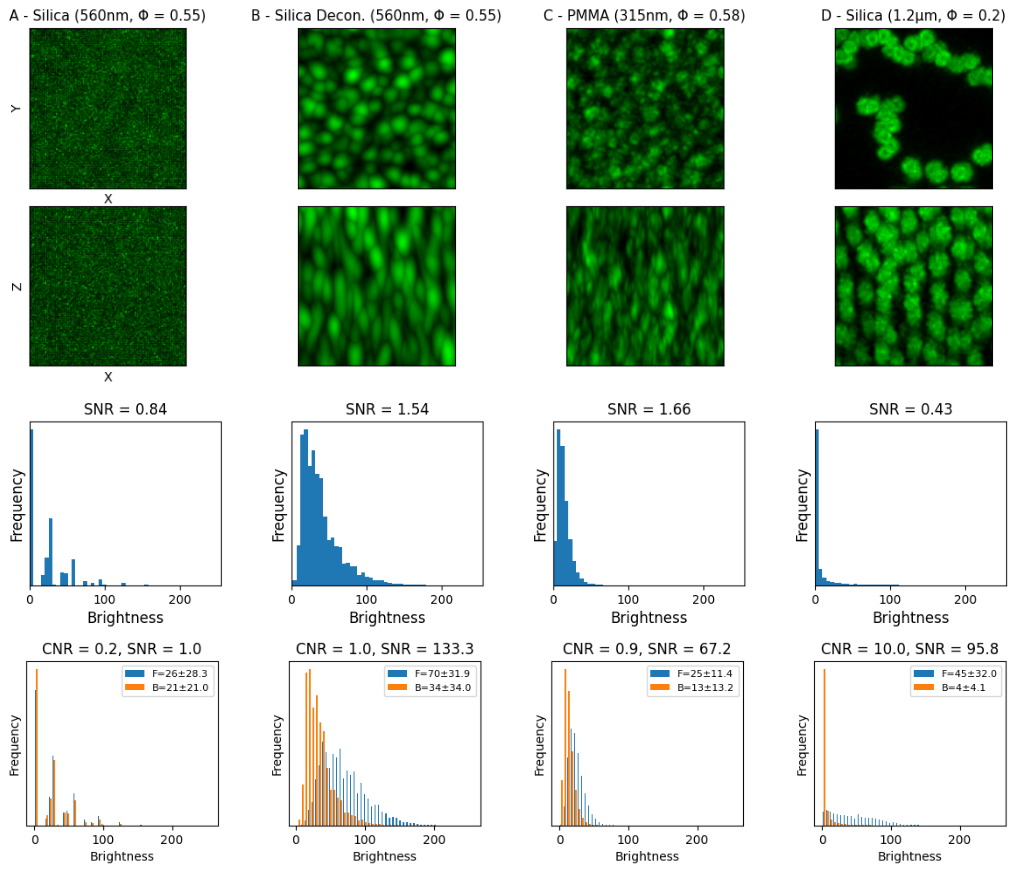 A - Silica (560nm, Φ = 0.55)
B - Silica Decon. (560nm, Φ = 0.55)
C - PMMA (315nm, Φ = 0.58)
D - Silica (1.2μm, Φ = 0.2)
Y
X
Z
X
SNR = 0.84
SNR = 1.54
SNR = 1.66
SNR = 0.43
Frequency
Frequency
Frequency
Frequency
0 200
0 100 200
0 100 200
0 200
Brightness
Brightness
Brightness
Brightness
CNR = 0.2, SNR = 1.0
CNR = 1.0, SNR = 133.3
CNR = 0.9, SNR = 67.2
CNR = 10.0, SNR = 95.8
F=26±28.3
B=21±21.0
F=70±31.9
B=34±34.0
F=25±11.4
B=13±13.2
F=45±32.0
B=4±4.1
Frequency
Frequency
Frequency
Frequency
0 100 200
0 100 200
0 100 200
0 100 200
Brightness
Brightness
Brightness
Brightness